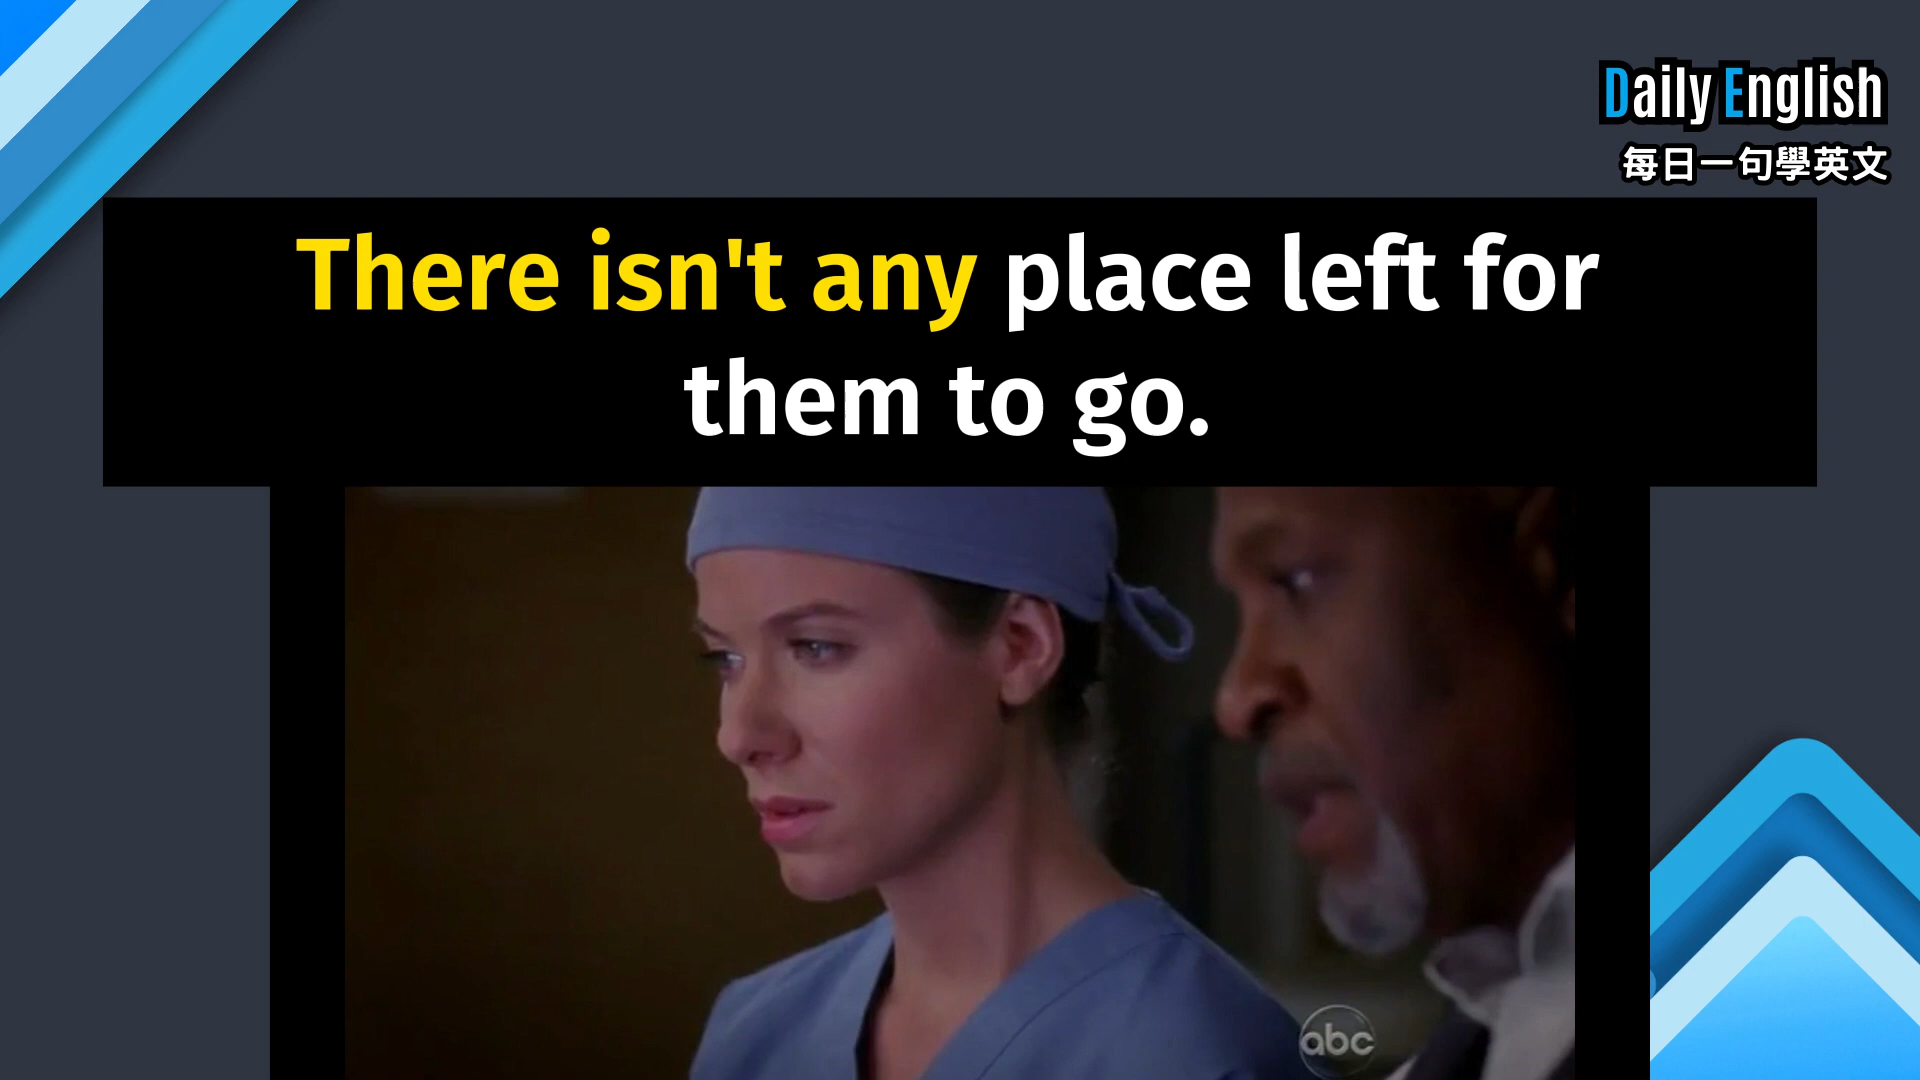 Daily English
每日一句學英文
There isn't any place left for
them to go.
abc